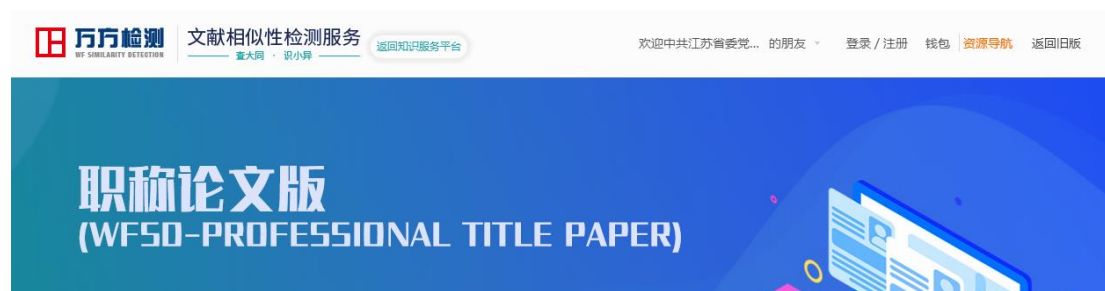 万方检测
WF SIMILARITY DETECTION
文献相似性检测服务
查大同 · 识小异
返回知识服务平台
欢迎中共江苏省委党... 的朋友
登录 / 注册
钱包
资源导航
返回旧版
职称论文版
(WFSD-PROFESSIONAL TITLE PAPER)